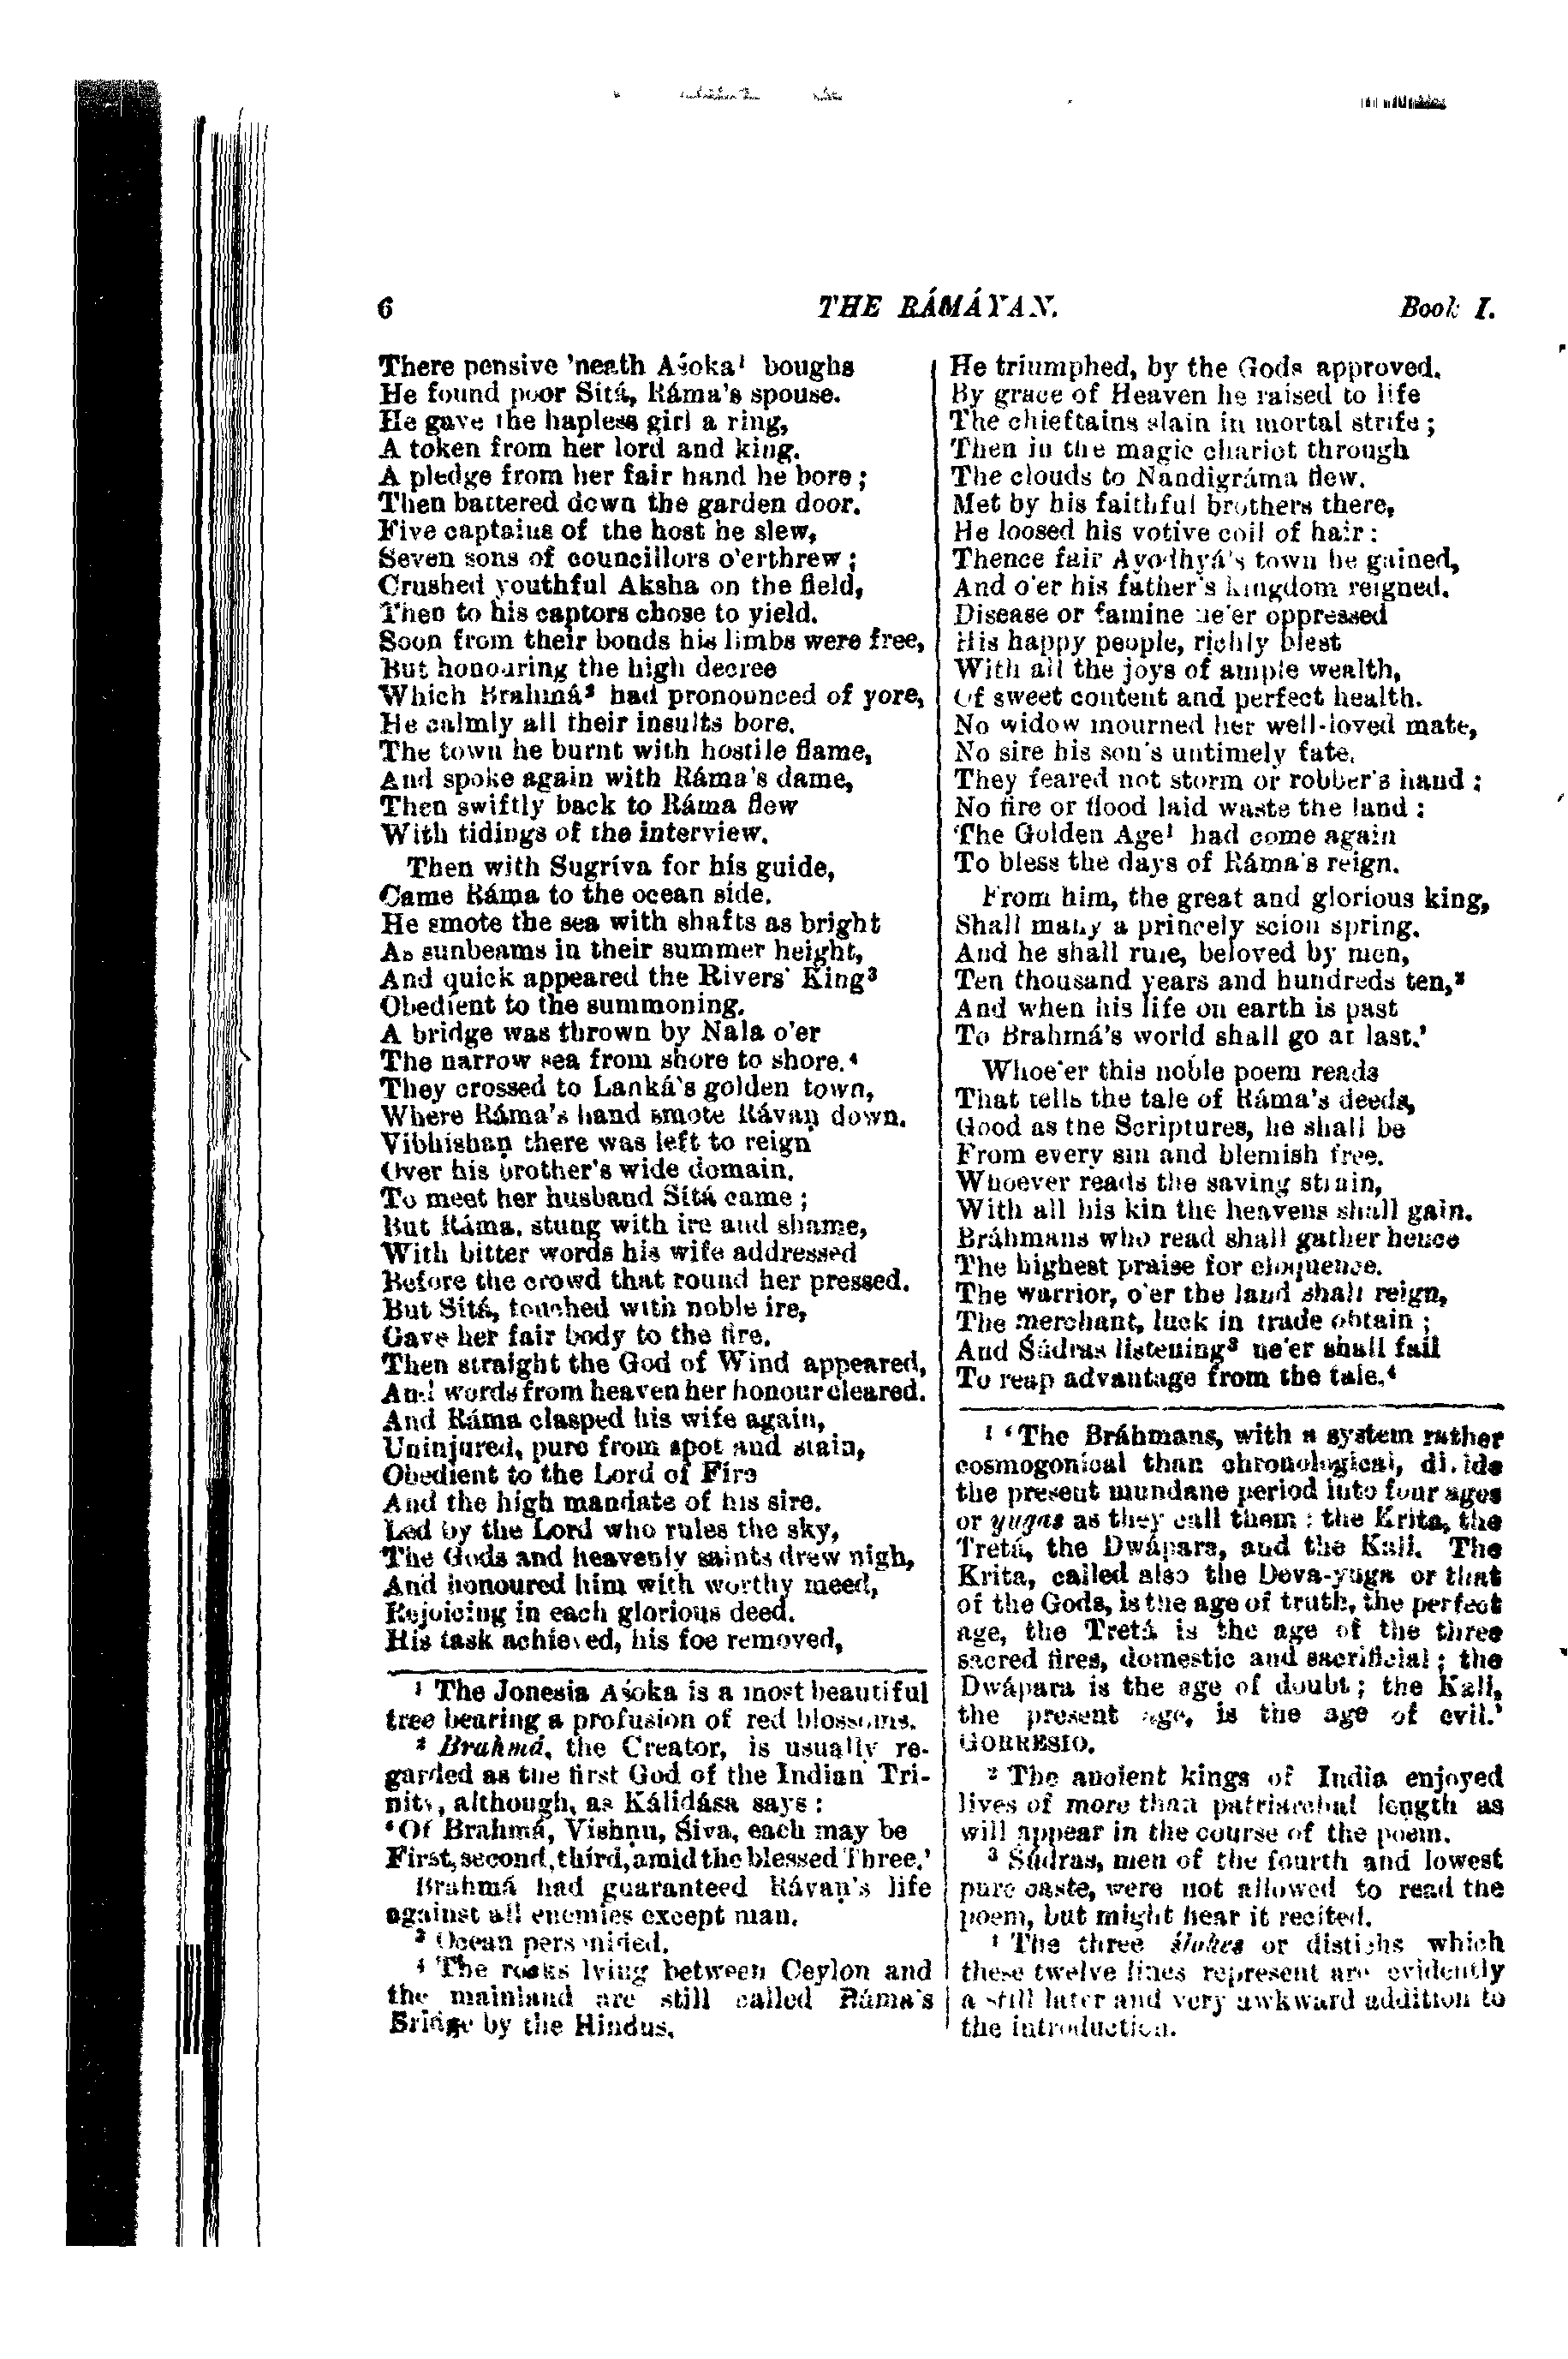 6 THE RÁMÁYAN. Book I.
There pensive 'neath Aśoka¹ boughs
He found poor Sitá, Ráma's spouse.
He gave the hapless girl a ring,
A token from her lord and king.
A pledge from her fair hand he bore;
Then battered down the garden door.
Five captains of the host he slew,
Seven sons of councillors o'erthrew;
Crushed youthful Aksha on the field,
Then to his captors chose to yield.
Soon from their bonds his limbs were free,
But honouring the high decree
Which Brahmá² had pronounced of yore,
He calmly all their insults bore.
The town he burnt with hostile flame,
And spoke again with Ráma's dame,
Then swiftly back to Ráma flew
With tidings of the interview.
Then with Sugríva for his guide,
Came Ráma to the ocean side.
He smote the sea with shafts as bright
As sunbeams in their summer height,
And quick appeared the Rivers' King³
Obedient to the summoning.
A bridge was thrown by Nala o'er
The narrow sea from shore to shore.⁴
They crossed to Lanká's golden town,
Where Ráma's hand smote Rávaṇ down.
Vibhishaṇ there was left to reign
Over his brother's wide domain.
To meet her husband Sítá came;
But Ráma, stung with ire and shame,
With bitter words his wife addressed
Before the crowd that round her pressed.
But Sítá, touched with noble ire,
Gave her fair body to the fire.
Then straight the God of Wind appeared,
And words from heaven her honour cleared.
And Ráma clasped his wife again,
Uninjured, pure from spot and stain,
Obedient to the Lord of Fire
And the high mandate of his sire.
Led by the Lord who rules the sky,
The Gods and heavenly saints drew nigh,
And honoured him with worthy meed,
Rejoicing in each glorious deed.
His task achieved, his foe removed,
¹ The Jonesia Aśoka is a most beautiful
tree bearing a profusion of red blossoms.
² Brahmá, the Creator, is usually re-
garded as the first God of the Indian Tri-
nity, although, as Kálidása says:
'Of Brahmá, Vishṇu, Śiva, each may be
First, second, third, amid the blessed Three.'
Brahmá had guaranteed Rávaṇ's life
against all enemies except man.
³ Ocean personified.
⁴ The rocks lying between Ceylon and
the mainland are still called Ráma's
Bridge by the Hindus.
He triumphed, by the Gods approved.
By grace of Heaven he raised to life
The chieftains slain in mortal strife;
Then in the magic chariot through
The clouds to Nandigráma flew.
Met by his faithful brothers there,
He loosed his votive coil of hair:
Thence fair Ayodhyá's town he gained,
And o'er his father's kingdom reigned.
Disease or famine ne'er oppressed
His happy people, richly blest
With all the joys of ample wealth,
Of sweet content and perfect health.
No widow mourned her well-loved mate,
No sire his son's untimely fate.
They feared not storm or robber's hand;
No fire or flood laid waste the land:
The Golden Age¹ had come again
To bless the days of Ráma's reign.
From him, the great and glorious king,
Shall many a princely scion spring.
And he shall rule, beloved by men,
Ten thousand years and hundreds ten,²
And when his life on earth is past
To Brahmá's world shall go at last.'
Whoe'er this noble poem reads
That tells the tale of Ráma's deeds,
Good as the Scriptures, he shall be
From every sin and blemish free.
Whoever reads the saving strain,
With all his kin the heavens shall gain.
Bráhmans who read shall gather hence
The highest praise for eloquence.
The warrior, o'er the land shall reign,
The merchant, luck in trade obtain;
And Śúdras listening³ ne'er shall fail
To reap advantage from the tale.⁴
¹ 'The Bráhmans, with a system rather
cosmogonical than chronological, divide
the present mundane period into four ages
or yugas as they call them: the Krita, the
Tretá, the Dwápara, and the Kali. The
Krita, called also the Deva-yuga or that
of the Gods, is the age of truth, the perfect
age, the Tretá is the age of the three
sacred fires, domestic and sacrificial; the
Dwápara is the age of doubt; the Kali,
the present age, is the age of evil.'
GORRESIO.
² The ancient kings of India enjoyed
lives of more than patriarchal length as
will appear in the course of the poem.
³ Śúdras, men of the fourth and lowest
pure caste, were not allowed to read the
poem, but might hear it recited.
⁴ The three ślokes or distichs which
these twelve lines represent are evidently
a still later and very awkward addition to
the introduction.